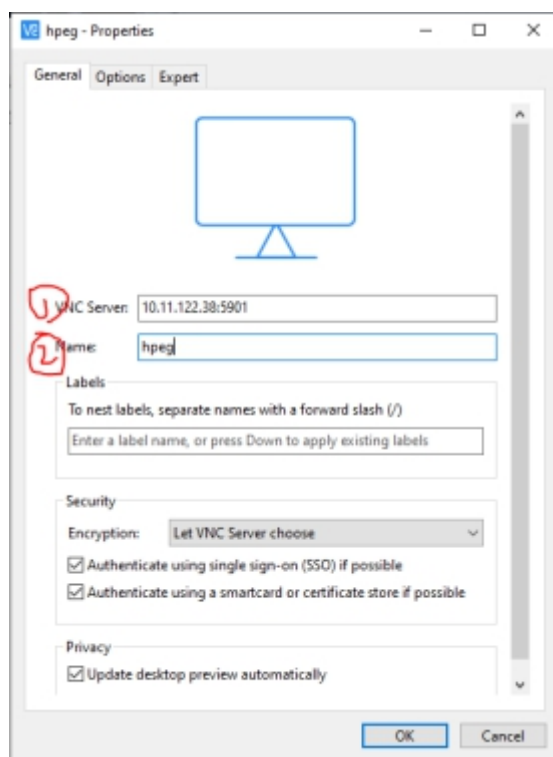 V2 hpeg - Properties
General Options Expert
1) VNC Server: 10.11.122.38:5901
2 Name: hpeg
Labels
To nest labels, separate names with a forward slash (/)
Enter a label name, or press Down to apply existing labels
Security
Encryption: Let VNC Server choose
Authenticate using single sign-on (SSO) if possible
Authenticate using a smartcard or certificate store if possible
Privacy
Update desktop preview automatically
OK Cancel